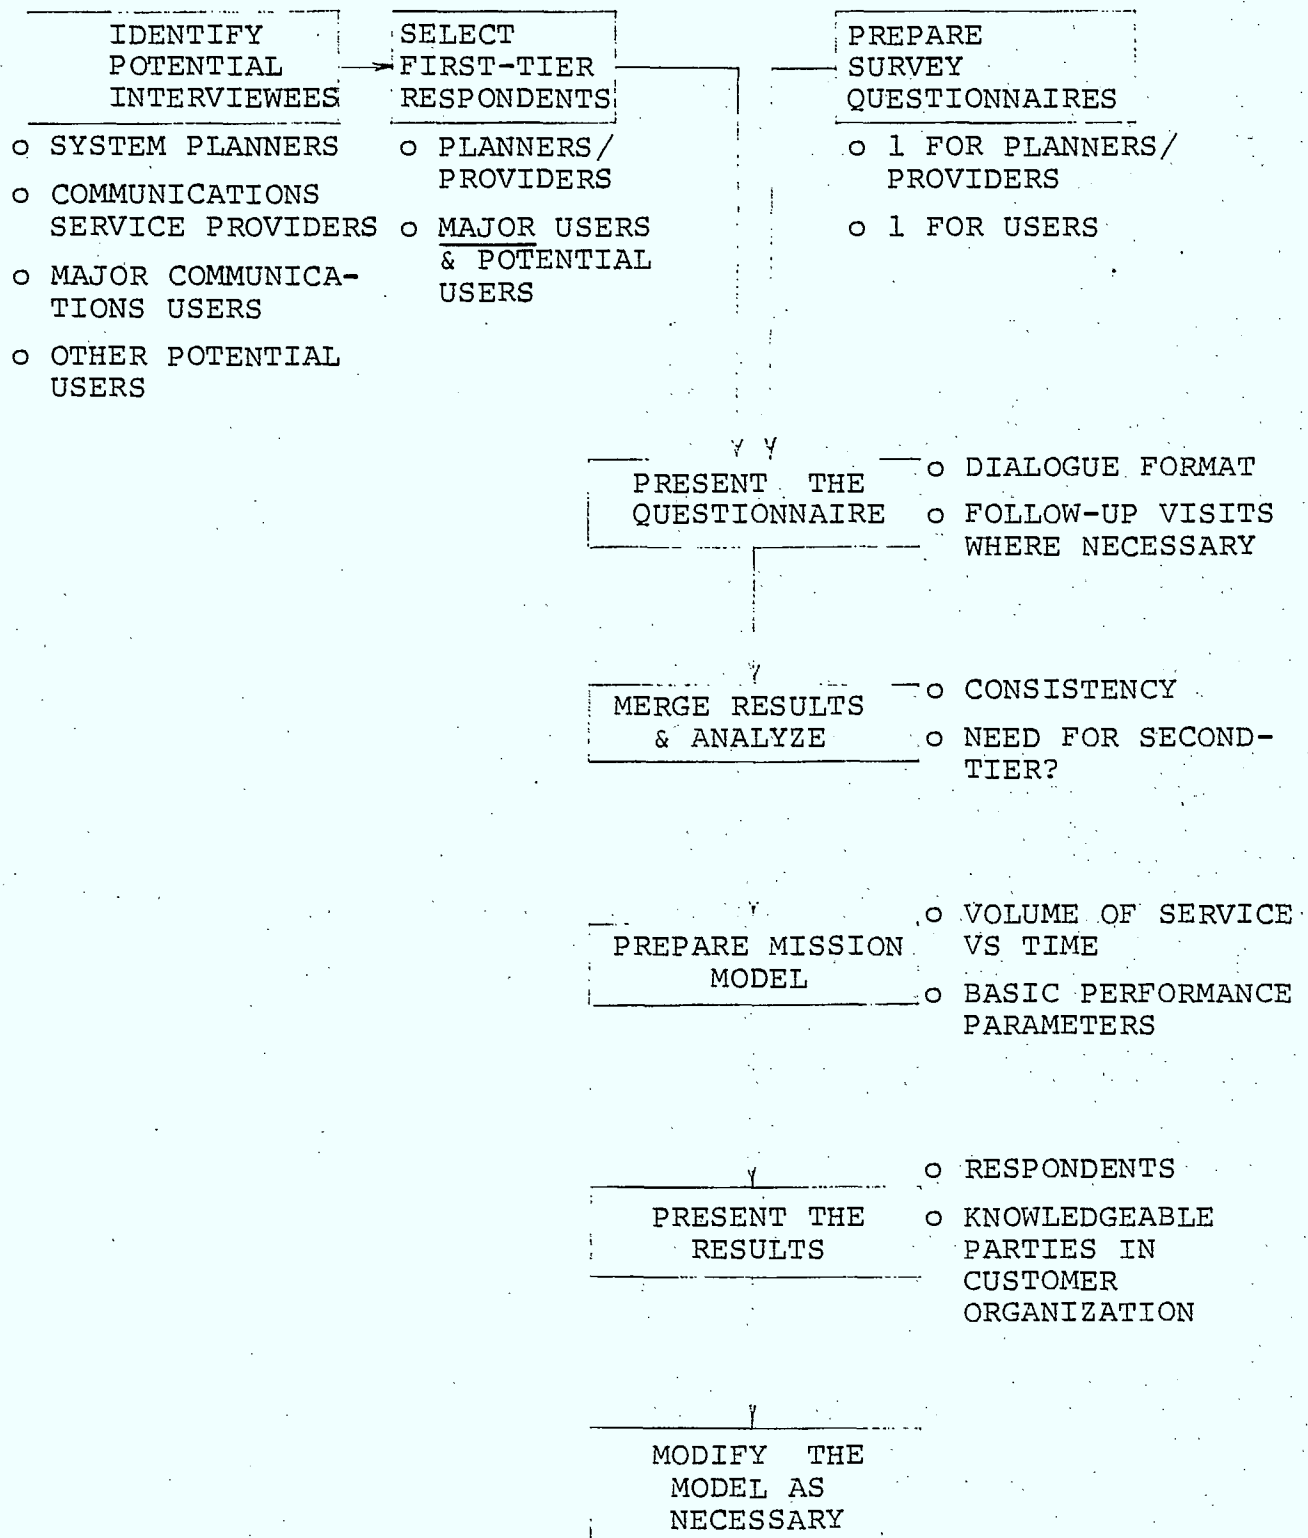 IDENTIFY
POTENTIAL
INTERVIEWEES
o SYSTEM PLANNERS
o COMMUNICATIONS
SERVICE PROVIDERS
o MAJOR COMMUNICA-
TIONS USERS
o OTHER POTENTIAL
USERS
SELECT
FIRST-TIER
RESPONDENTS
o PLANNERS/
PROVIDERS
o MAJOR USERS
& POTENTIAL
USERS
PREPARE
SURVEY
QUESTIONNAIRES
o 1 FOR PLANNERS/
PROVIDERS
o 1 FOR USERS
PRESENT THE
QUESTIONNAIRE
o DIALOGUE FORMAT
o FOLLOW-UP VISITS
WHERE NECESSARY
MERGE RESULTS
& ANALYZE
o CONSISTENCY
o NEED FOR SECOND-
TIER?
PREPARE MISSION
MODEL
o VOLUME OF SERVICE
VS TIME
o BASIC PERFORMANCE
PARAMETERS
PRESENT THE
RESULTS
o RESPONDENTS
o KNOWLEDGEABLE
PARTIES IN
CUSTOMER
ORGANIZATION
MODIFY THE
MODEL AS
NECESSARY